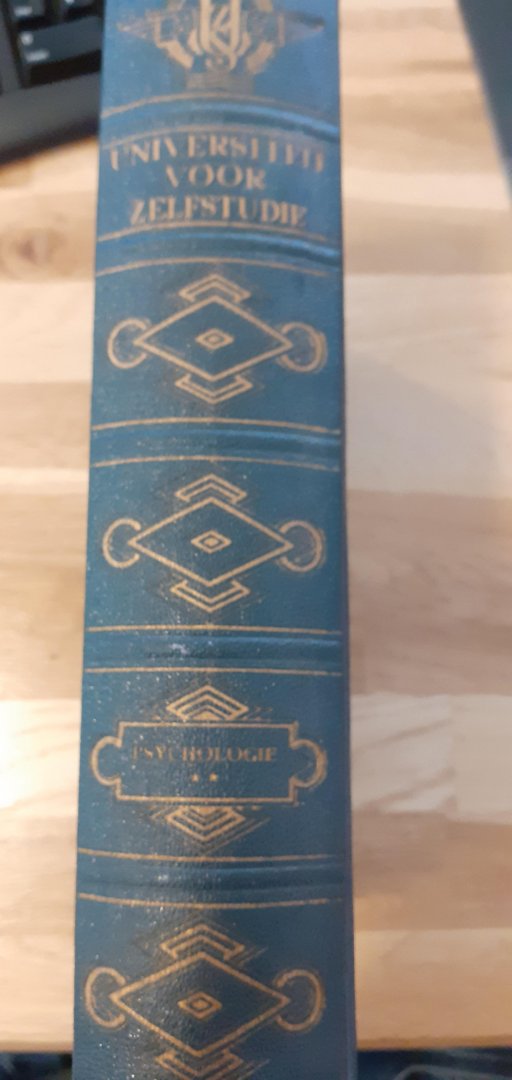 UNIVERSITEIT
VOOR
ZELFSTUDIE
PSYCHOLOGIE
★ ★